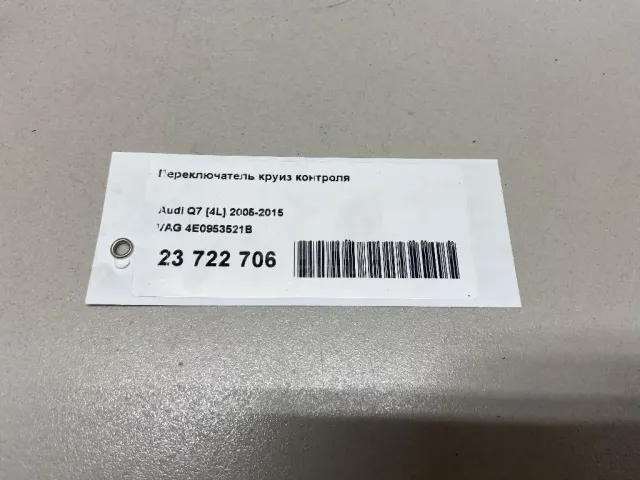 Переключатель круиз контроля
Audi Q7 [4L] 2005-2015
VAG 4E0953521B
23 722 706